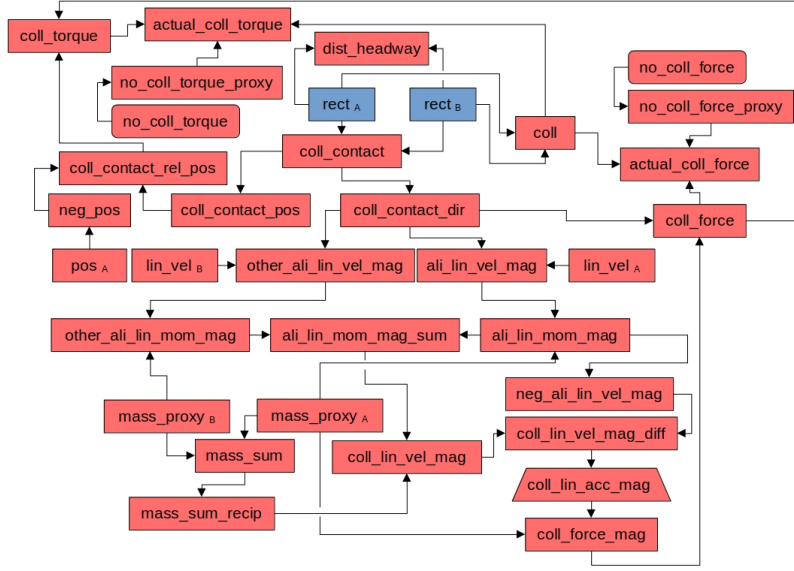 coll_torque
actual_coll_torque
dist_headway
no_coll_force
no_coll_torque_proxy
rect A
rect B
no_coll_force_proxy
no_coll_torque
coll
coll_contact
actual_coll_force
coll_contact_rel_pos
neg_pos
coll_contact_pos
coll_contact_dir
coll_force
pos A
lin_vel B
other_ali_lin_vel_mag
ali_lin_vel_mag
lin_vel A
other_ali_lin_mom_mag
ali_lin_mom_mag_sum
ali_lin_mom_mag
neg_ali_lin_vel_mag
mass_proxy B
mass_proxy A
coll_lin_vel_mag_diff
mass_sum
coll_lin_vel_mag
coll_lin_acc_mag
mass_sum_recip
coll_force_mag